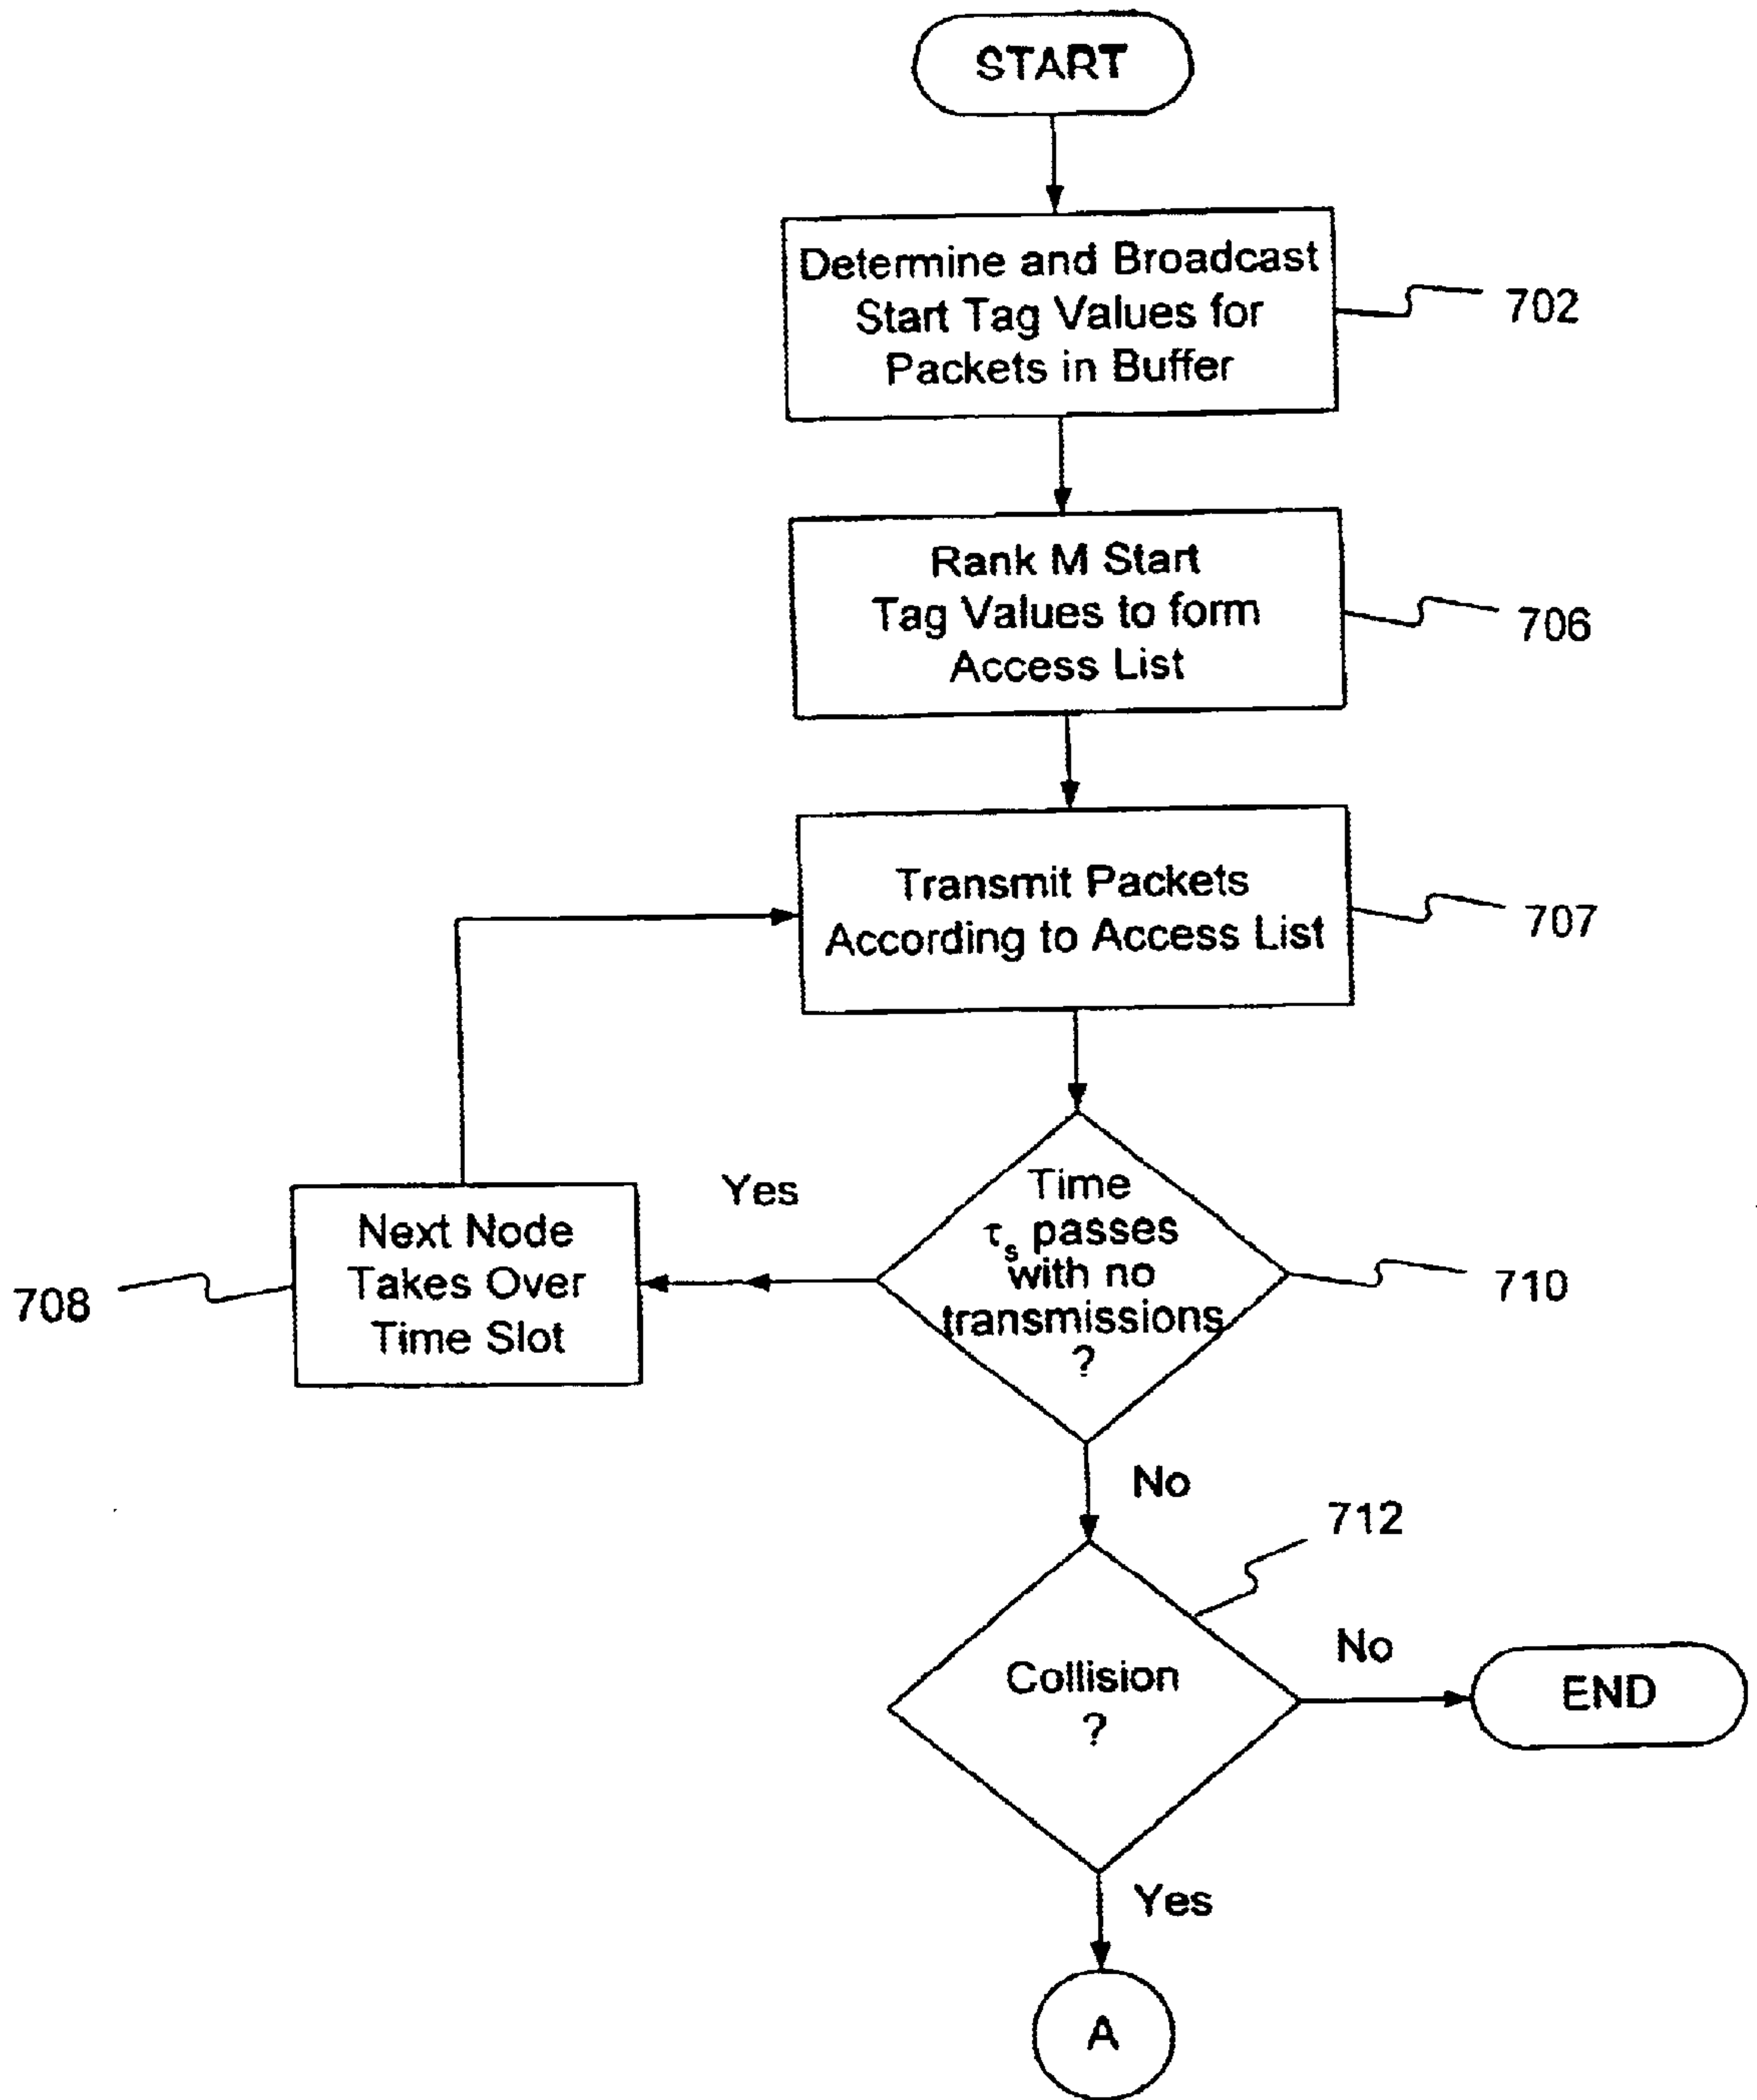 START
Determine and Broadcast
Start Tag Values for
Packets in Buffer
702
Rank M Start
Tag Values to form
Access List
706
Transmit Packets
According to Access List
707
Time
τs passes
with no
transmissions
?
710
Yes
Next Node
Takes Over
Time Slot
708
No
712
Collision
?
No
END
Yes
A